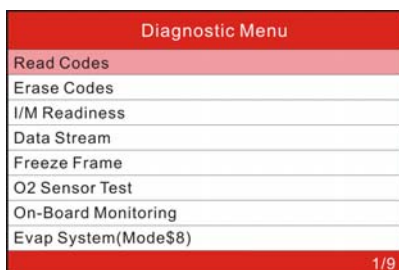 Diagnostic Menu
Read Codes
Erase Codes
I/M Readiness
Data Stream
Freeze Frame
O2 Sensor Test
On-Board Monitoring
Evap System(Mode$8)
1/9